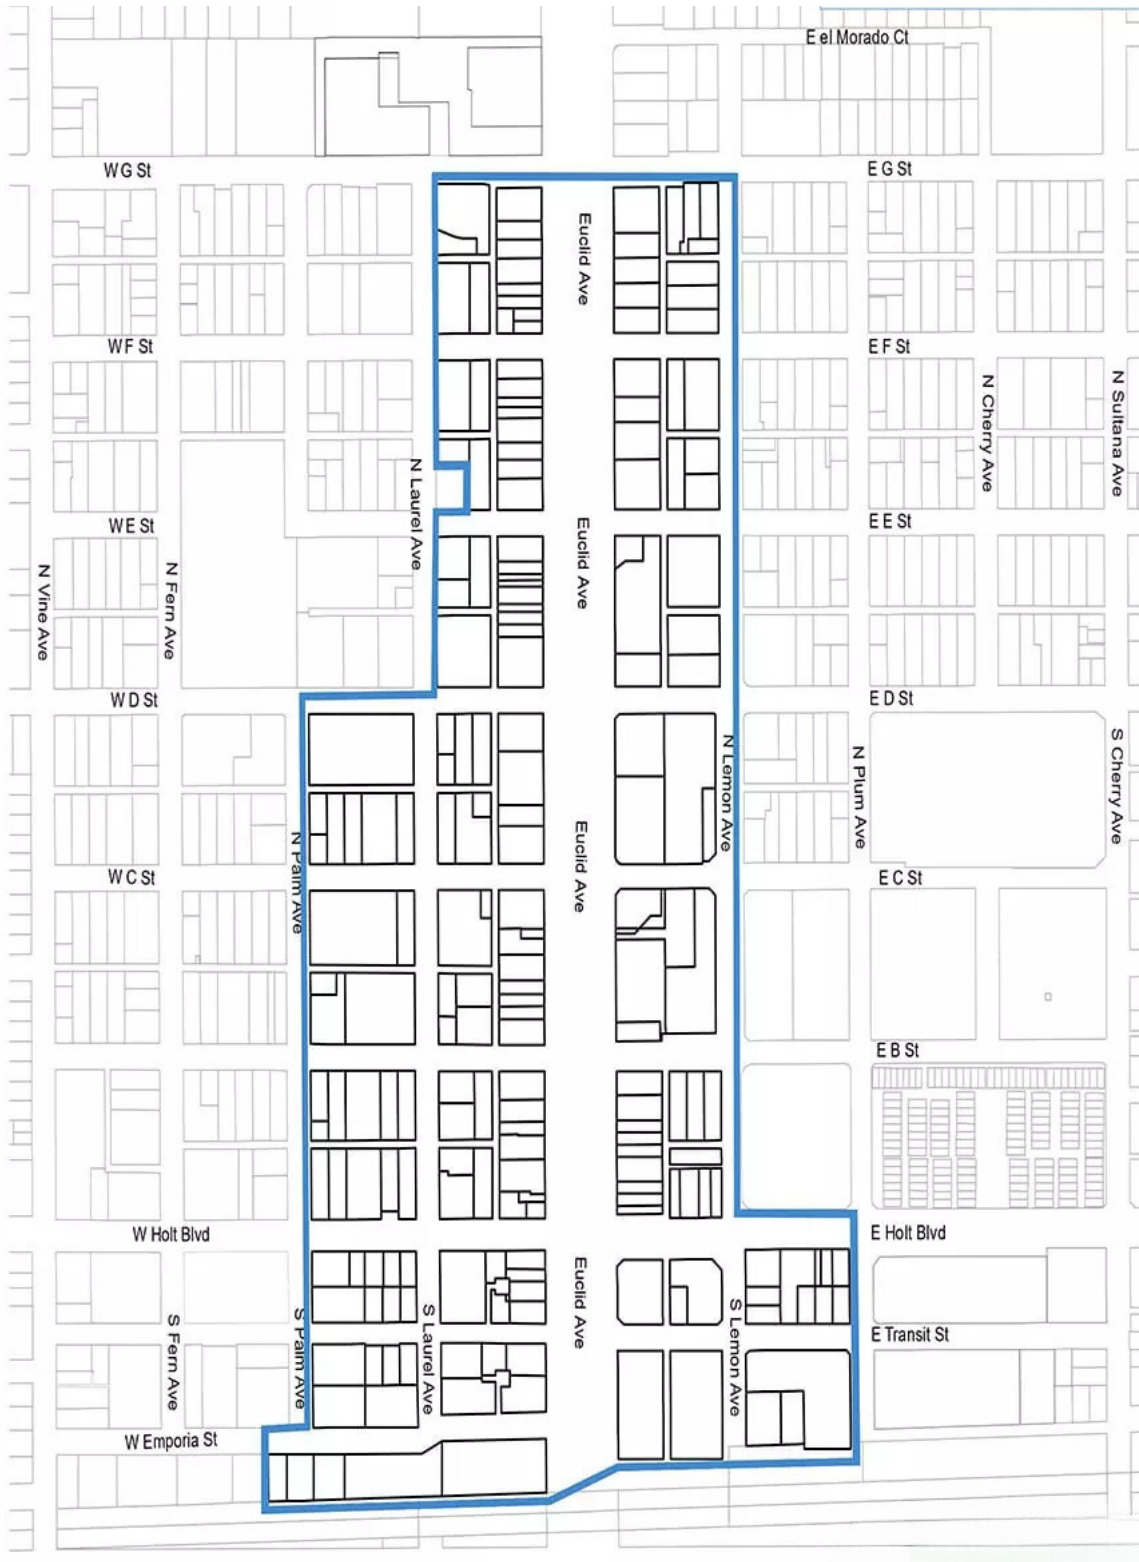 E el Morado Ct
W G St
E G St
Euclid Ave
W F St
E F St
N Cherry Ave
N Sultana Ave
N Laurel Ave
W E St
E E St
Euclid Ave
N Vine Ave
N Fern Ave
W D St
E D St
N Lemon Ave
N Plum Ave
S Cherry Ave
N Palm Ave
Euclid Ave
W C St
E C St
E B St
W Holt Blvd
E Holt Blvd
Euclid Ave
S Fern Ave
S Palm Ave
S Laurel Ave
S Lemon Ave
E Transit St
W Emporia St